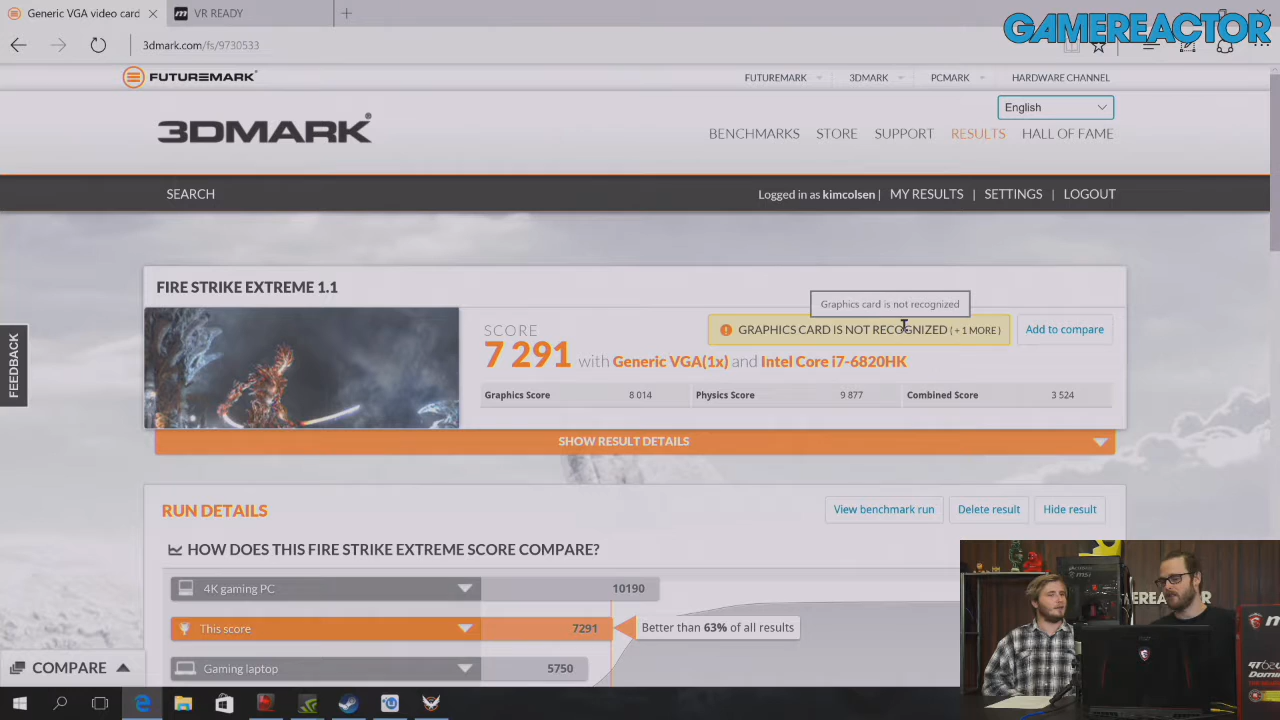 Generic VGA video card
VR READY
GAMEREACTOR
3dmark.com/fs/9730533
FUTUREMARK
FUTUREMARK
3DMARK
PCMARK
HARDWARE CHANNEL
English
3DMARK
BENCHMARKS
STORE
SUPPORT
RESULTS
HALL OF FAME
SEARCH
Logged in as kimcolsen |
MY RESULTS |
SETTINGS |
LOGOUT
FIRE STRIKE EXTREME 1.1
Graphics card is not recognized
SCORE
GRAPHICS CARD IS NOT RECOGNIZED ( + 1 MORE )
Add to compare
7 291 with Generic VGA(1x) and Intel Core i7-6820HK
Graphics Score 8 014
Physics Score 9 877
Combined Score 3 524
FEEDBACK
SHOW RESULT DETAILS
RUN DETAILS
View benchmark run
Delete result
Hide result
HOW DOES THIS FIRE STRIKE EXTREME SCORE COMPARE?
4K gaming PC 10190
This score 7291
Better than 63% of all results
Gaming laptop 5750
COMPARE
msi